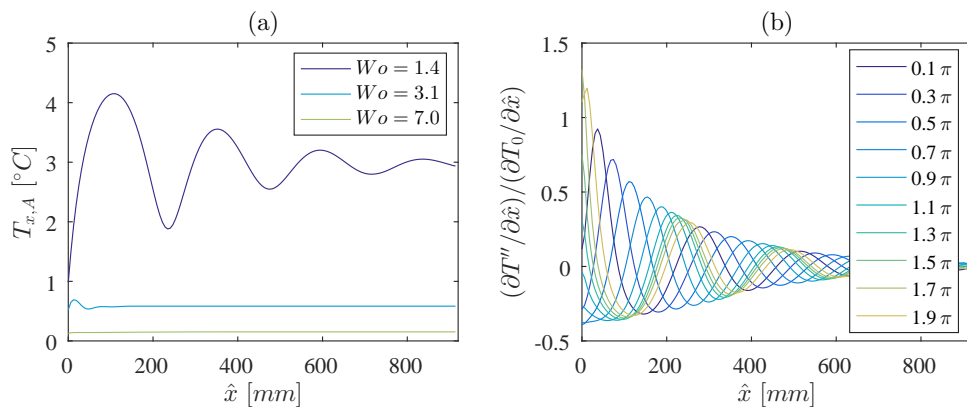 (a)
T_{x,A} [°C]
5
4
3
2
1
0
0 200 400 600 800
x̂ [mm]
Wo = 1.4
Wo = 3.1
Wo = 7.0
(b)
(∂T''/∂x̂)/(∂T_0/∂x̂)
1.5
1
0.5
0
-0.5
0 200 400 600 800
x̂ [mm]
0.1 π
0.3 π
0.5 π
0.7 π
0.9 π
1.1 π
1.3 π
1.5 π
1.7 π
1.9 π